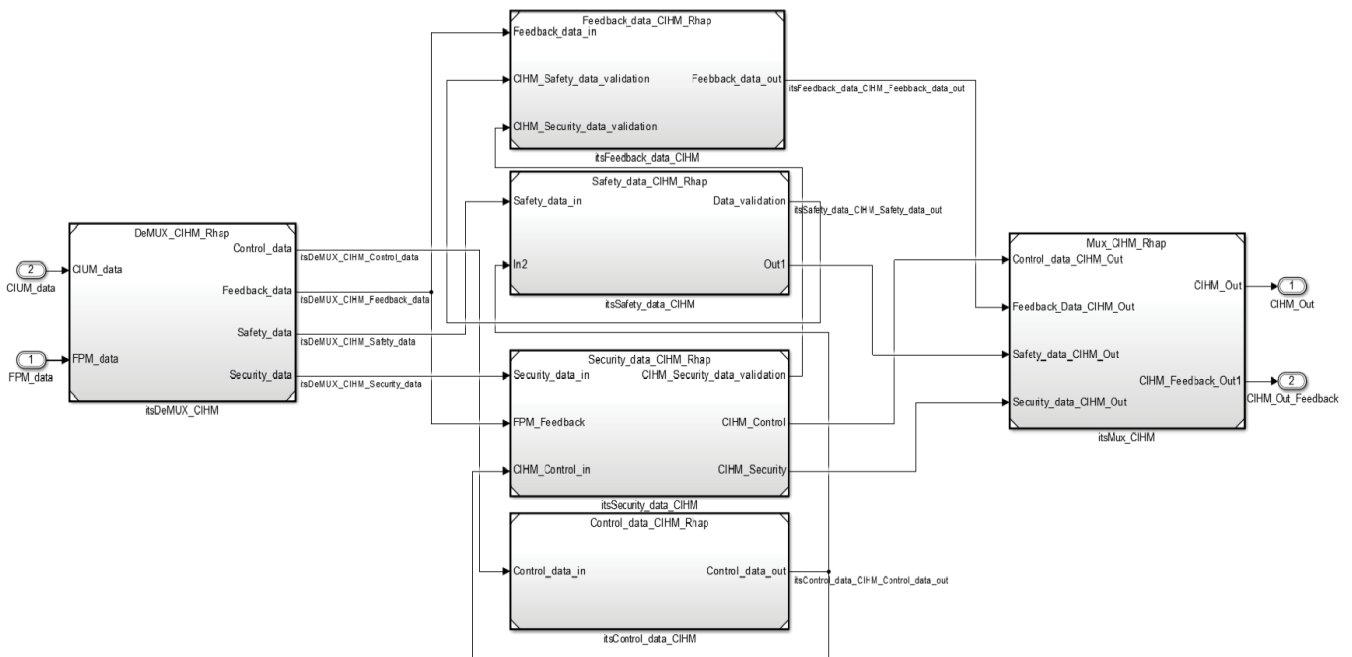 Feedback_data_CIHM_Rhap
Feedback_data_in
CIHM_Safety_data_validation
Feebback_data_out
itsFeedback_data_CIHM_Feebback_data_out
CIHM_Security_data_validation
itsFeedback_data_CIHM
Safety_data_CIHM_Rhap
Safety_data_in
Data_validation
itsSafety_data_CIHM_Safety_data_out
In2
Out1
itsSafety_data_CIHM
DeMUX_CIHM_Rhap
Control_data
itsDeMUX_CIHM_Control_data
2
CIUM_data
CIUM_data
Feedback_data
itsDeMUX_CIHM_Feedback_data
Safety_data
itsDeMUX_CIHM_Safety_data
1
FPM_data
FPM_data
Security_data
itsDeMUX_CIHM_Security_data
itsDeMUX_CIHM
Security_data_CIHM_Rhap
Security_data_in
CIHM_Security_data_validation
FPM_Feedback
CIHM_Control
CIHM_Control_in
CIHM_Security
itsSecurity_data_CIHM
Control_data_CIHM_Rhap
Control_data_in
Control_data_out
itsControl_data_CIHM_Control_data_out
itsControl_data_CIHM
Mux_CIHM_Rhap
Control_data_CIHM_Out
CIHM_Out
1
CIHM_Out
Feedback_Data_CIHM_Out
Safety_data_CIHM_Out
CIHM_Feedback_Out1
2
CIHM_Out_Feedback
Security_data_CIHM_Out
itsMux_CIHM